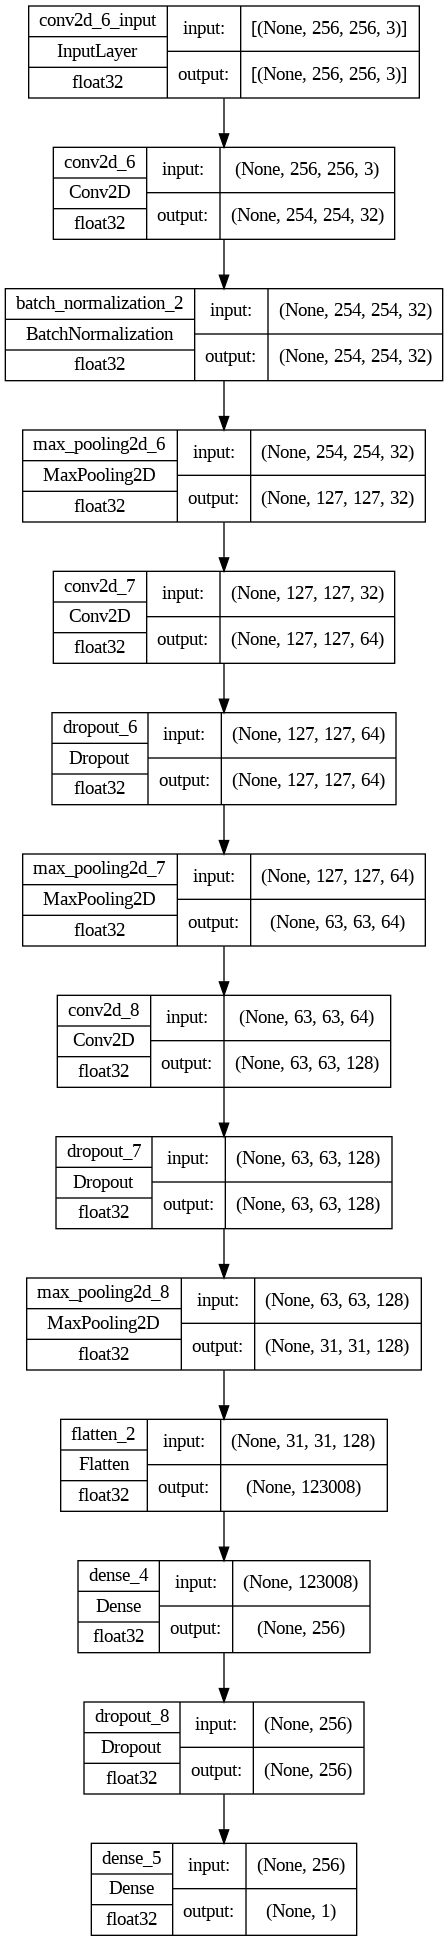 conv2d_6_input input: [(None, 256, 256, 3)]
InputLayer
float32 output: [(None, 256, 256, 3)]
conv2d_6 input: (None, 256, 256, 3)
Conv2D
float32 output: (None, 254, 254, 32)
batch_normalization_2 input: (None, 254, 254, 32)
BatchNormalization
float32 output: (None, 254, 254, 32)
max_pooling2d_6 input: (None, 254, 254, 32)
MaxPooling2D
float32 output: (None, 127, 127, 32)
conv2d_7 input: (None, 127, 127, 32)
Conv2D
float32 output: (None, 127, 127, 64)
dropout_6 input: (None, 127, 127, 64)
Dropout
float32 output: (None, 127, 127, 64)
max_pooling2d_7 input: (None, 127, 127, 64)
MaxPooling2D
float32 output: (None, 63, 63, 64)
conv2d_8 input: (None, 63, 63, 64)
Conv2D
float32 output: (None, 63, 63, 128)
dropout_7 input: (None, 63, 63, 128)
Dropout
float32 output: (None, 63, 63, 128)
max_pooling2d_8 input: (None, 63, 63, 128)
MaxPooling2D
float32 output: (None, 31, 31, 128)
flatten_2 input: (None, 31, 31, 128)
Flatten
float32 output: (None, 123008)
dense_4 input: (None, 123008)
Dense
float32 output: (None, 256)
dropout_8 input: (None, 256)
Dropout
float32 output: (None, 256)
dense_5 input: (None, 256)
Dense
float32 output: (None, 1)